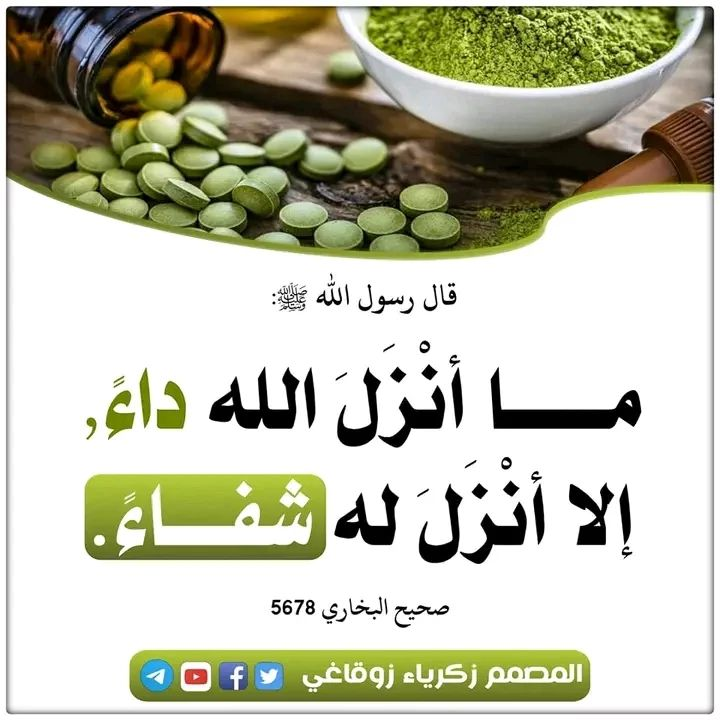 قال رسول الله ﷺ:
مـــا أنْزَلَ الله داءً,
إلا أنْزَلَ له شفـــاءً.
صحيح البخاري 5678
المصمم زكرياء زوقاغي